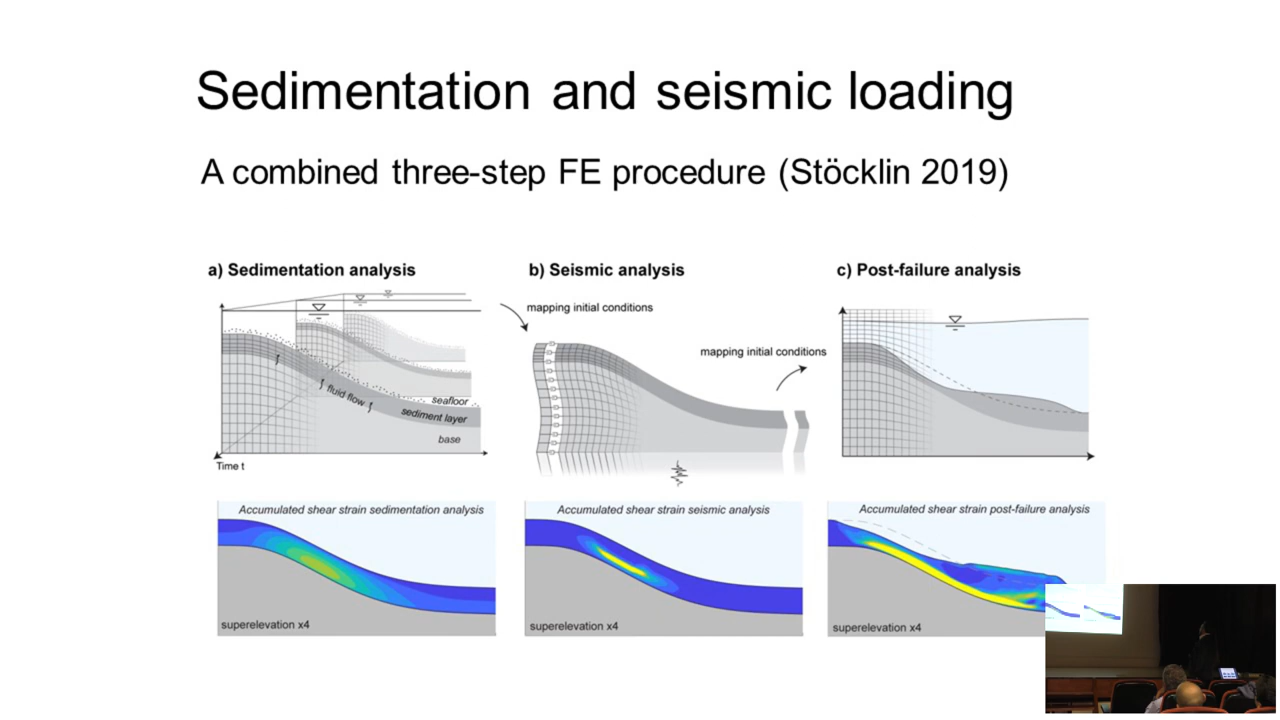 Sedimentation and seismic loading
A combined three-step FE procedure (Stöcklin 2019)
a) Sedimentation analysis
b) Seismic analysis
c) Post-failure analysis
mapping initial conditions
mapping initial conditions
fluid flow
seafloor
sediment layer
base
Time t
Accumulated shear strain sedimentation analysis
Accumulated shear strain seismic analysis
Accumulated shear strain post-failure analysis
superelevation x4
superelevation x4
superelevation x4